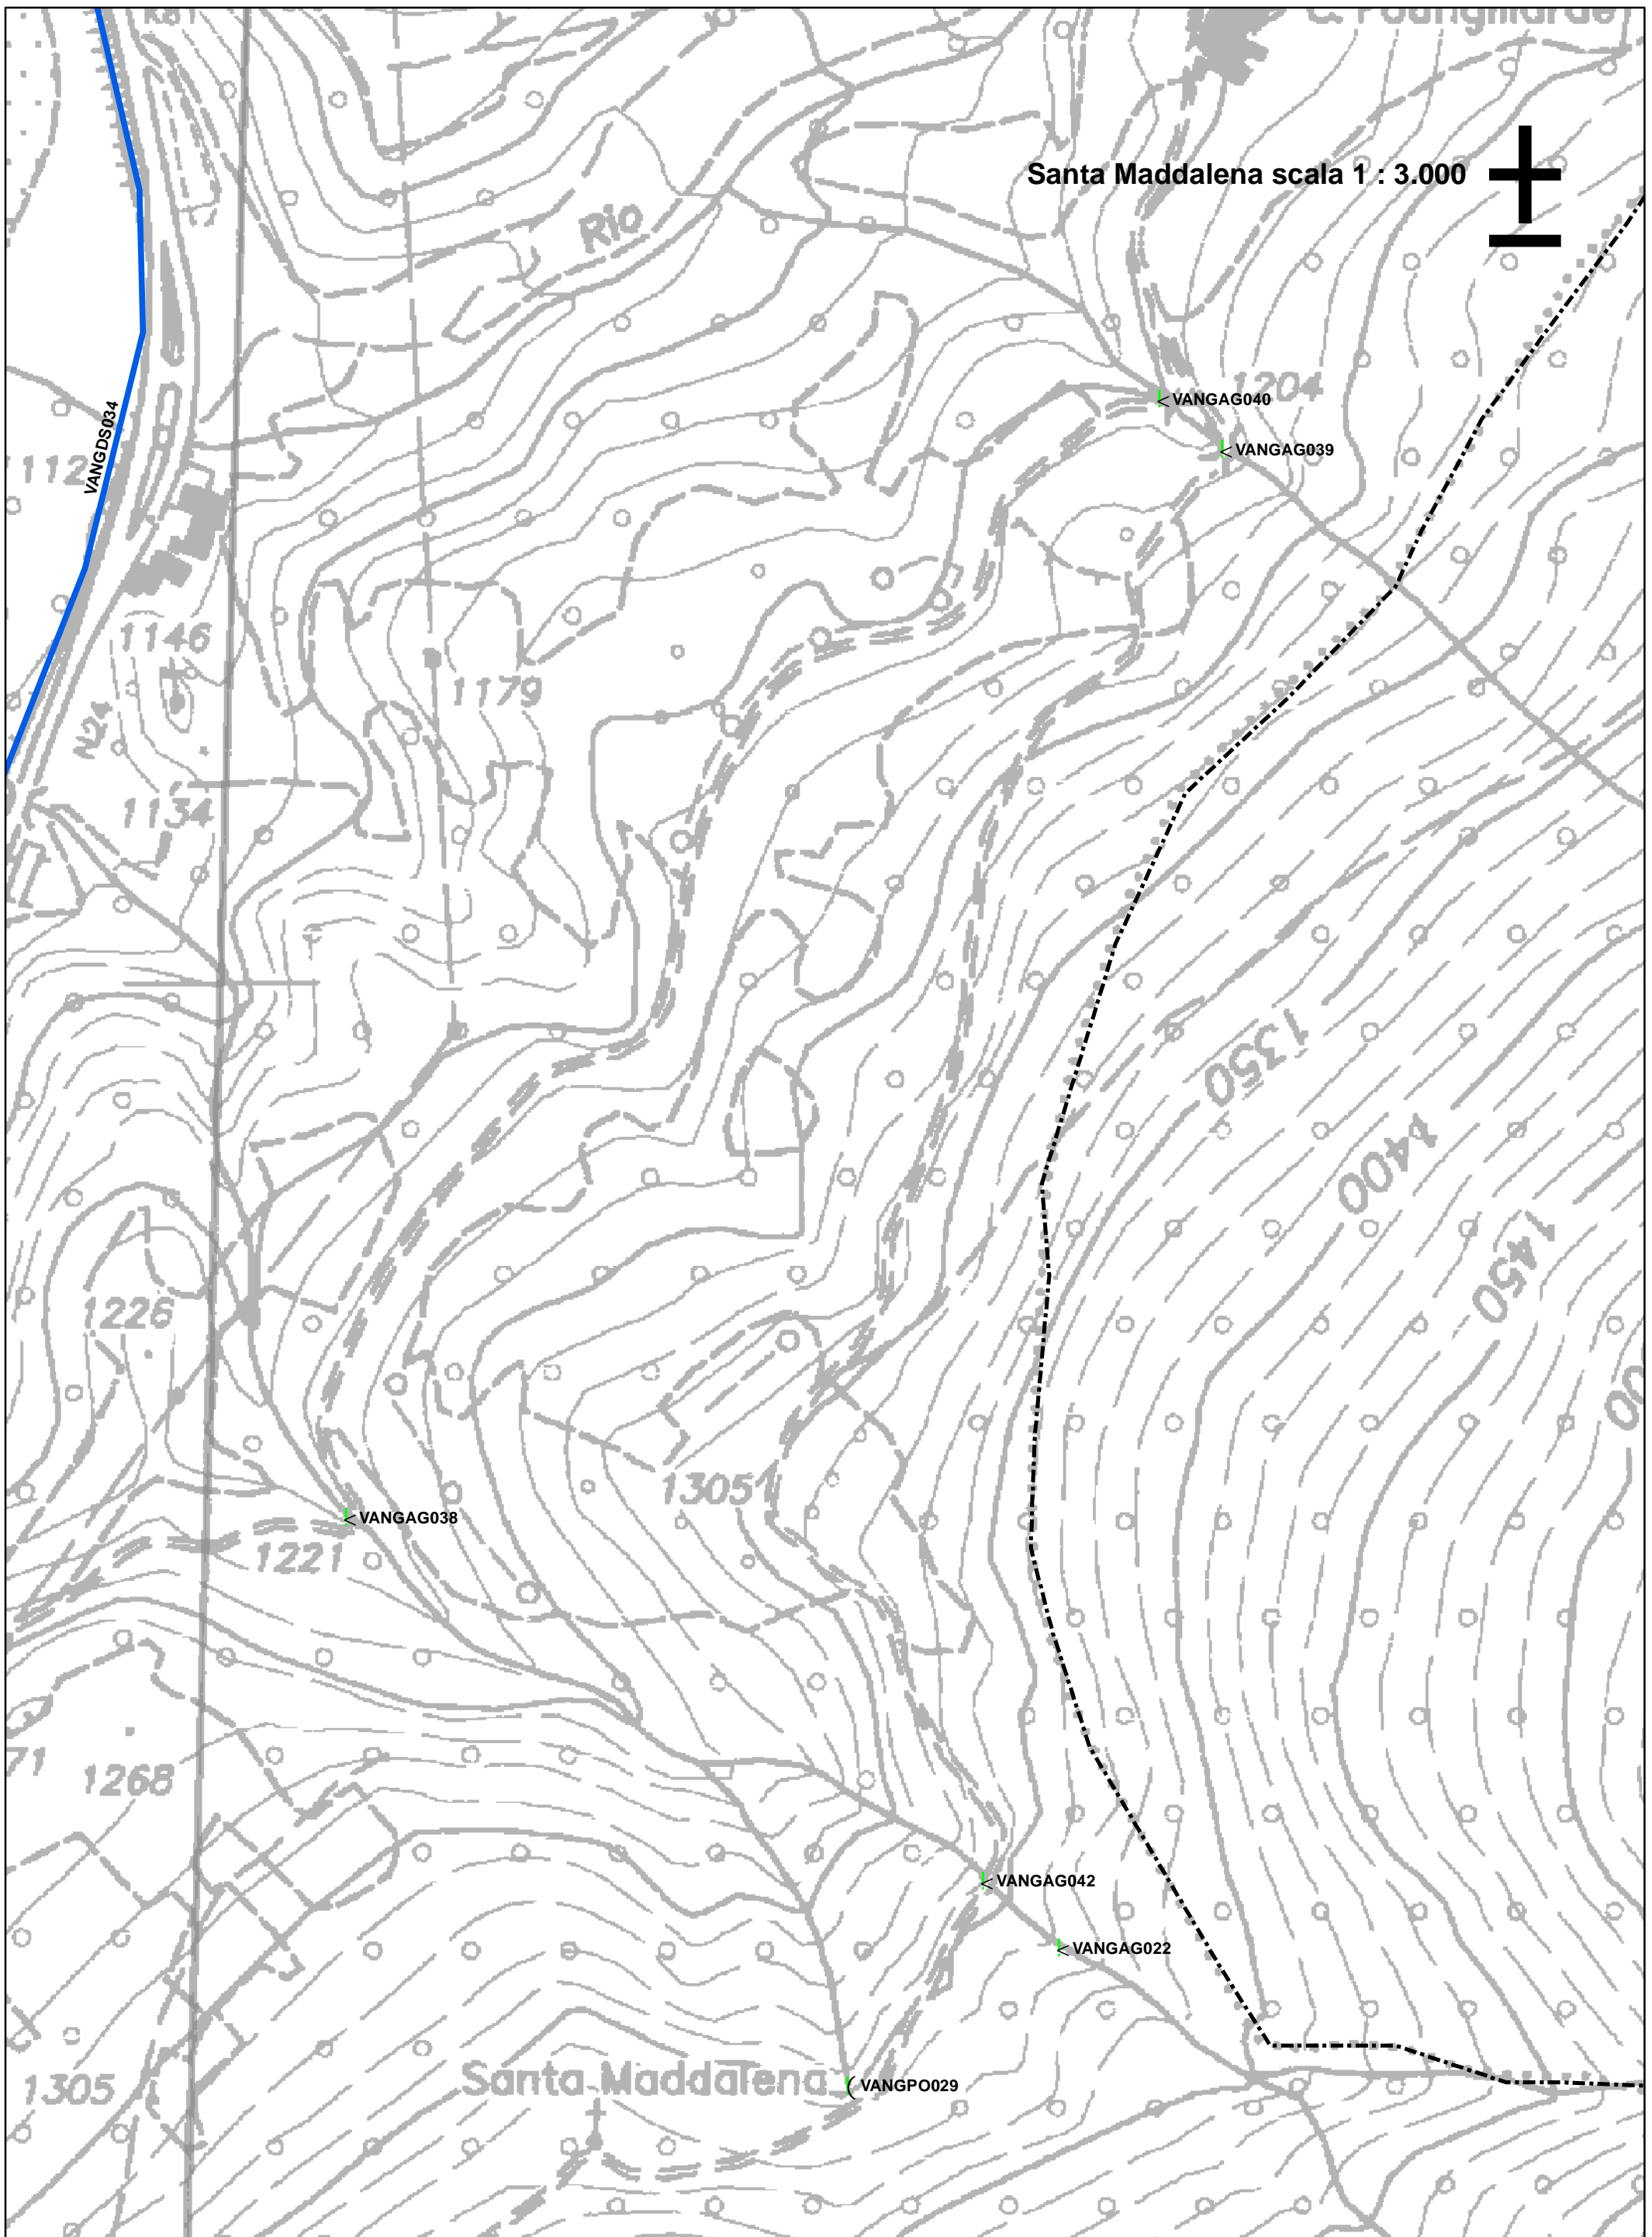 Santa Maddalena scala 1 : 3.000
Rio
1204
VANGAG040
VANGAG039
VANGDS034
112
1146
1179
N24
1134
1350
1400
1450
1226
1305
VANGAG038
1221
71
1268
VANGAG042
VANGAG022
Santa Maddalena
VANGPO029
1305